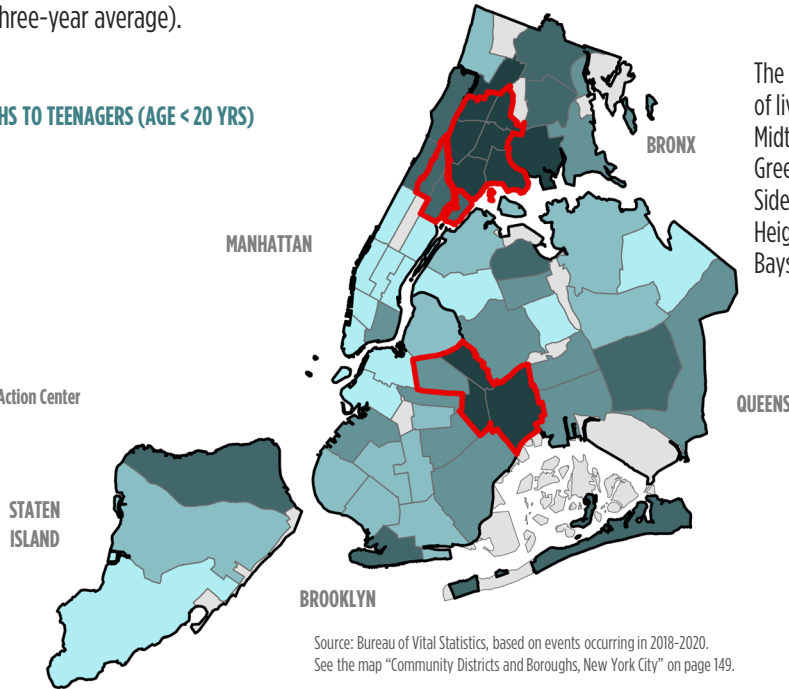 hree-year average).
HS TO TEENAGERS (AGE < 20 YRS)
The
of liv
Midt
Gree
Side
Heig
Bays
BRONX
MANHATTAN
Action Center
QUEENS
STATEN
ISLAND
BROOKLYN
Source: Bureau of Vital Statistics, based on events occurring in 2018-2020.
See the map “Community Districts and Boroughs, New York City” on page 149.